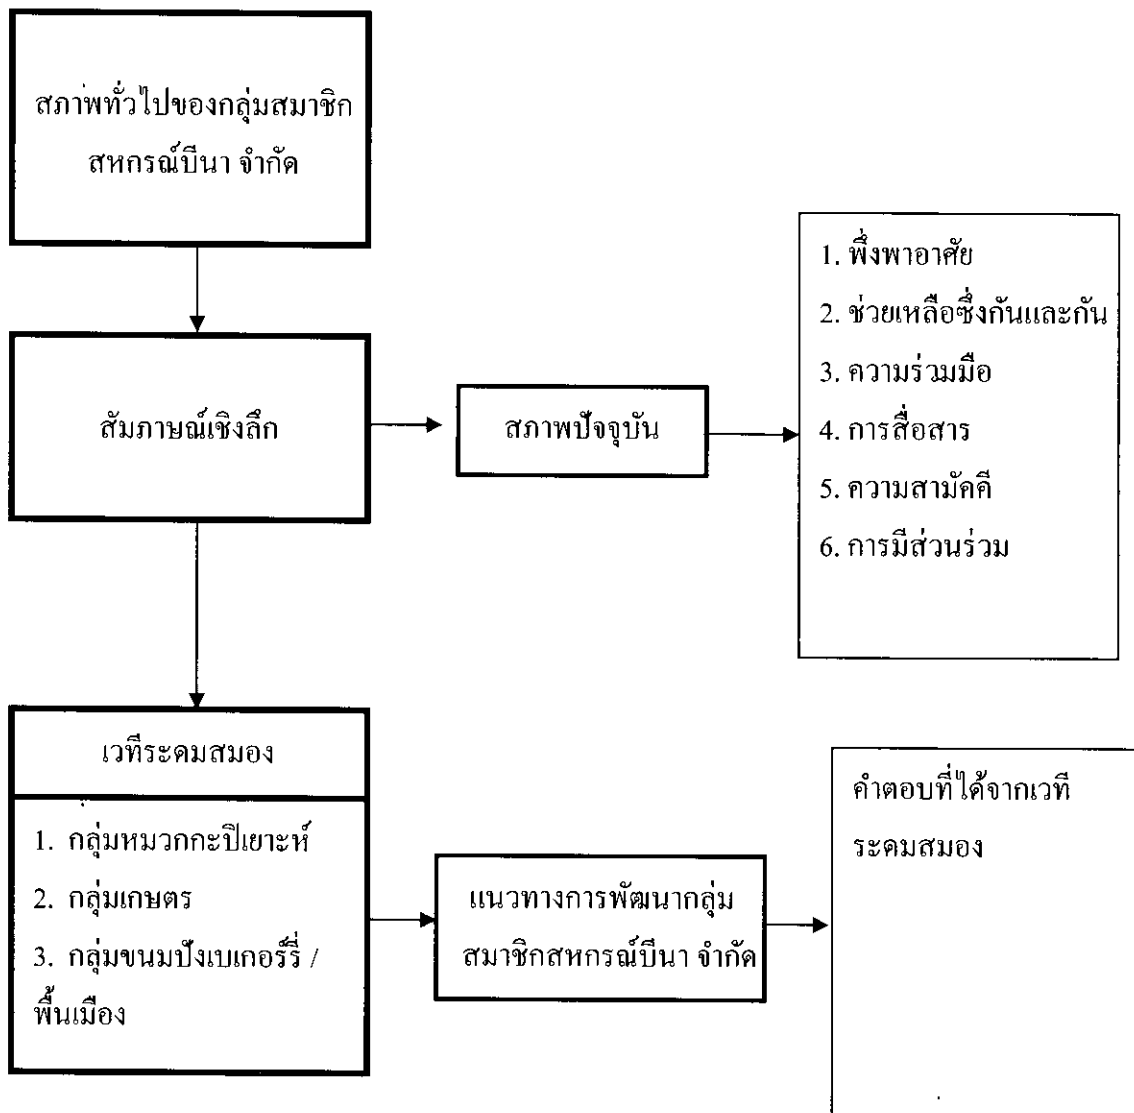 สภาพทั่วไปของกลุ่มสมาชิก
สหกรณ์บีนา จำกัด
สัมภาษณ์เชิงลึก
สภาพปัจจุบัน
1. พึ่งพาอาศัย
2. ช่วยเหลือซึ่งกันและกัน
3. ความร่วมมือ
4. การสื่อสาร
5. ความสามัคคี
6. การมีส่วนร่วม
เวทีระดมสมอง
1. กลุ่มหมวกกะปิเยาะห์
2. กลุ่มเกษตร
3. กลุ่มขนมปังเบเกอร์รี่ /
พื้นเมือง
แนวทางการพัฒนากลุ่ม
สมาชิกสหกรณ์บีนา จำกัด
คำตอบที่ได้จากเวที
ระดมสมอง